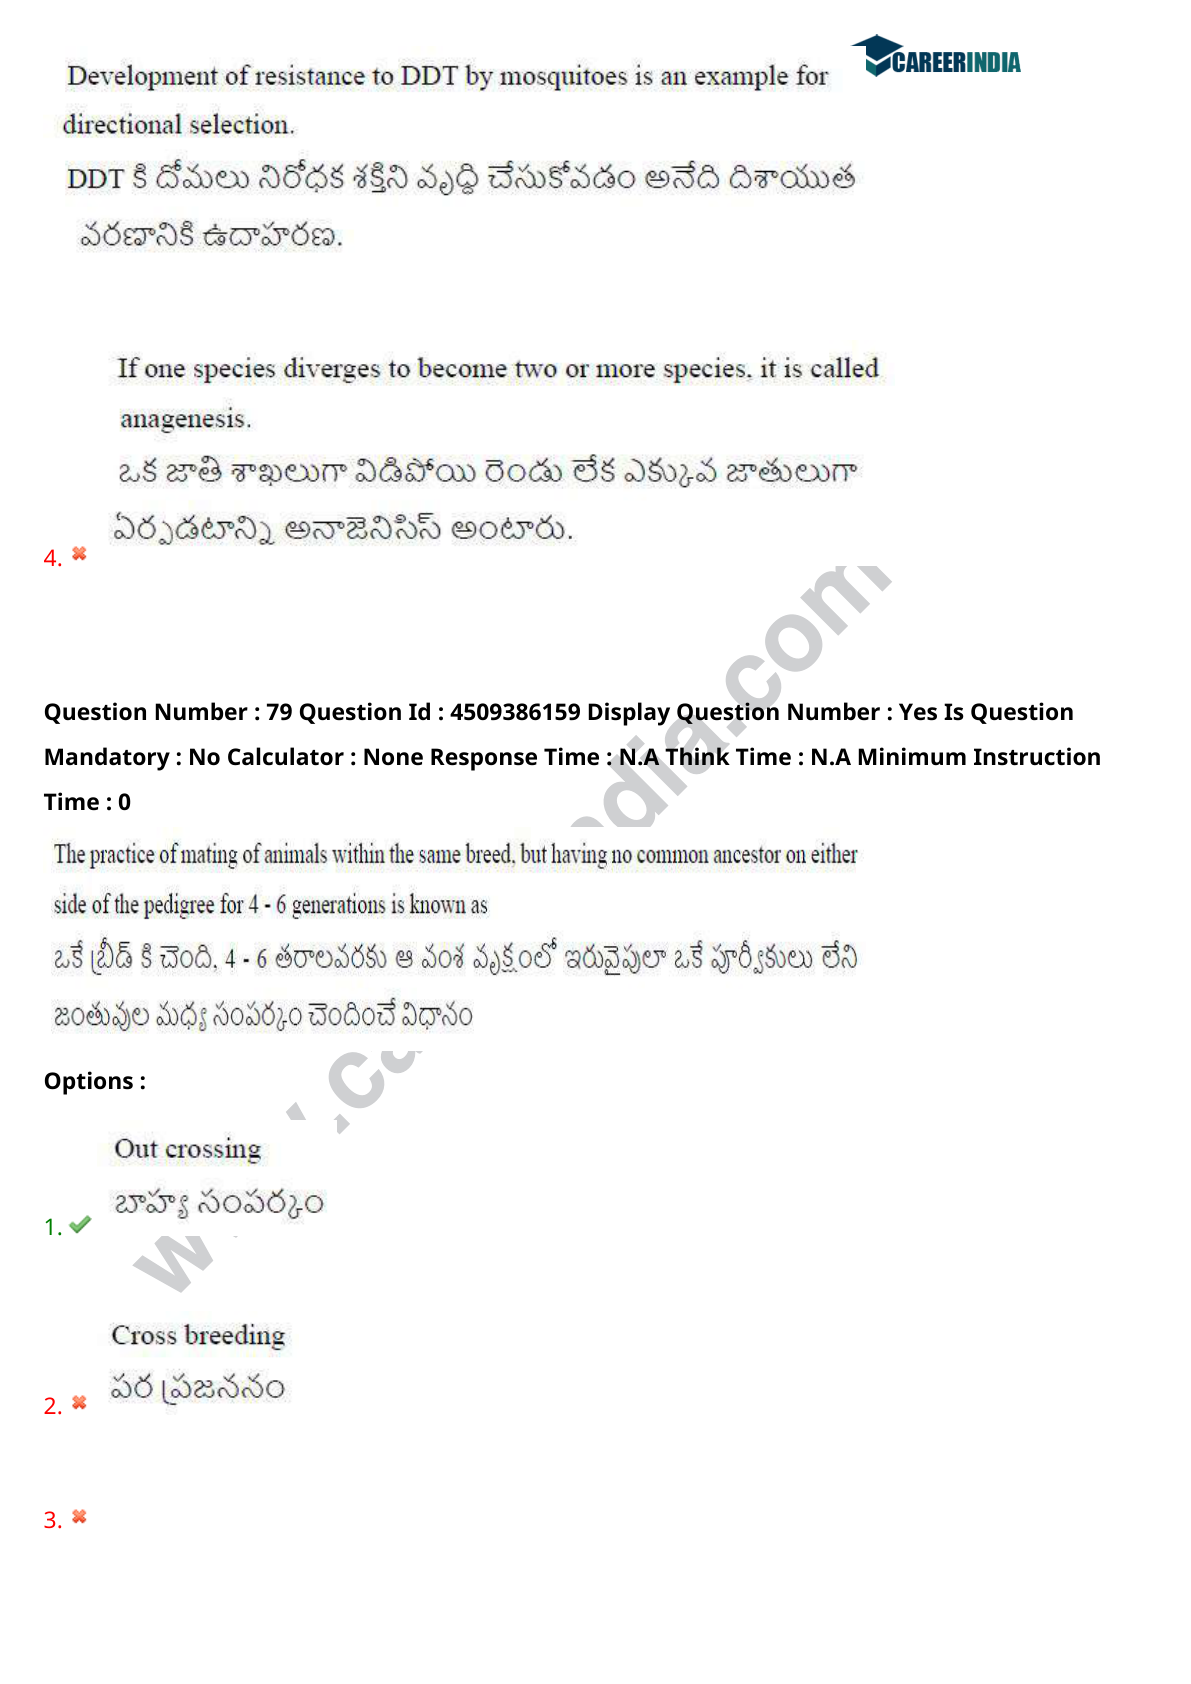 CAREERINDIA
Development of resistance to DDT by mosquitoes is an example for
directional selection.
DDT కి దోమలు నిరోధక శక్తిని వృద్ధి చేసుకోవడం అనేది దిశాయుత
వరణానికి ఉదాహరణ.
If one species diverges to become two or more species, it is called
anagenesis.
ఒక జాతి శాఖలుగా విడిపోయి రెండు లేక ఎక్కువ జాతులుగా
ఏర్పడటాన్ని అనాజెనిసిస్ అంటారు.
4.
Question Number : 79 Question Id : 4509386159 Display Question Number : Yes Is Question
Mandatory : No Calculator : None Response Time : N.A Think Time : N.A Minimum Instruction
Time : 0
The practice of mating of animals within the same breed, but having no common ancestor on either
side of the pedigree for 4 - 6 generations is known as
ఒకే బ్రీడ్ కి చెంది, 4 - 6 తరాలవరకు ఆ వంశ వృక్షంలో ఇరువైపులా ఒకే పూర్వీకులు లేని
జంతువుల మధ్య సంపర్కం చెందించే విధానం
Options :
Out crossing
బాహ్య సంపర్కం
1.
Cross breeding
పర ప్రజననం
2.
3.